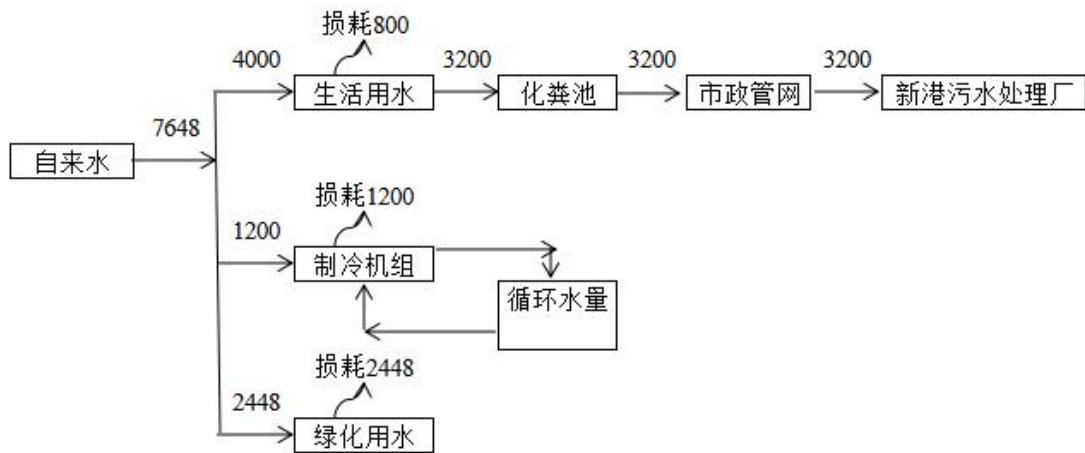 损耗800
4000
3200
3200
3200
生活用水
化粪池
市政管网
新港污水处理厂
7648
自来水
损耗1200
1200
制冷机组
循环水量
损耗2448
2448
绿化用水